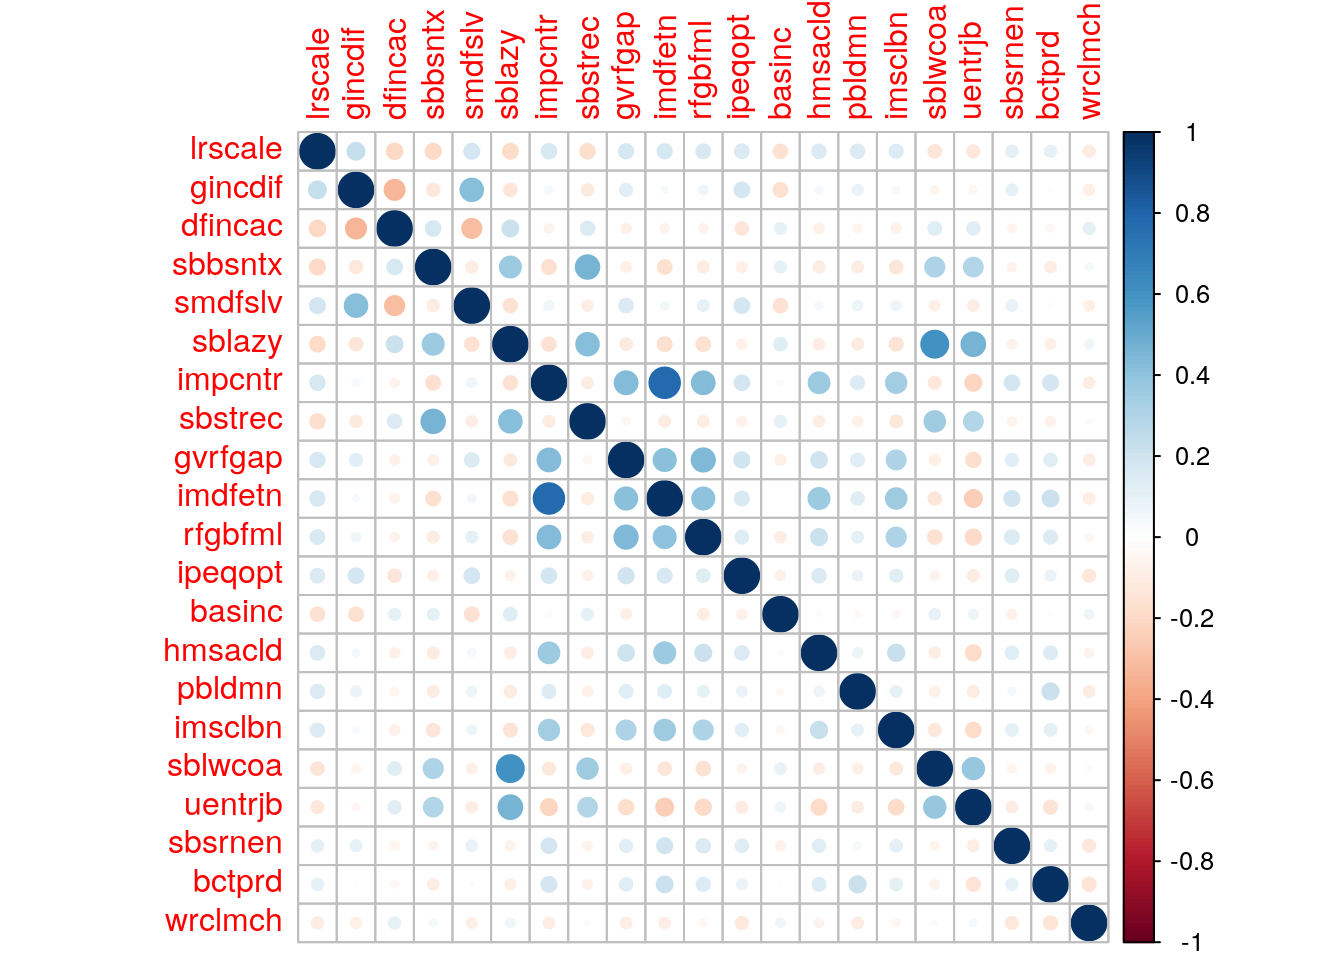 lrscale gincdif dfincac sbbsntx smdfslv sblazy impcntr sbstrec gvrfgap imdfetn rfgbfml ipeqopt basinc hmsacld pbldmn imsclbn sblwcoa uentrjb sbsrnen bctprd wrclmch
lrscale
gincdif
dfincac
sbbsntx
smdfslv
sblazy
impcntr
sbstrec
gvrfgap
imdfetn
rfgbfml
ipeqopt
basinc
hmsacld
pbldmn
imsclbn
sblwcoa
uentrjb
sbsrnen
bctprd
wrclmch
1
0.8
0.6
0.4
0.2
0
-0.2
-0.4
-0.6
-0.8
-1